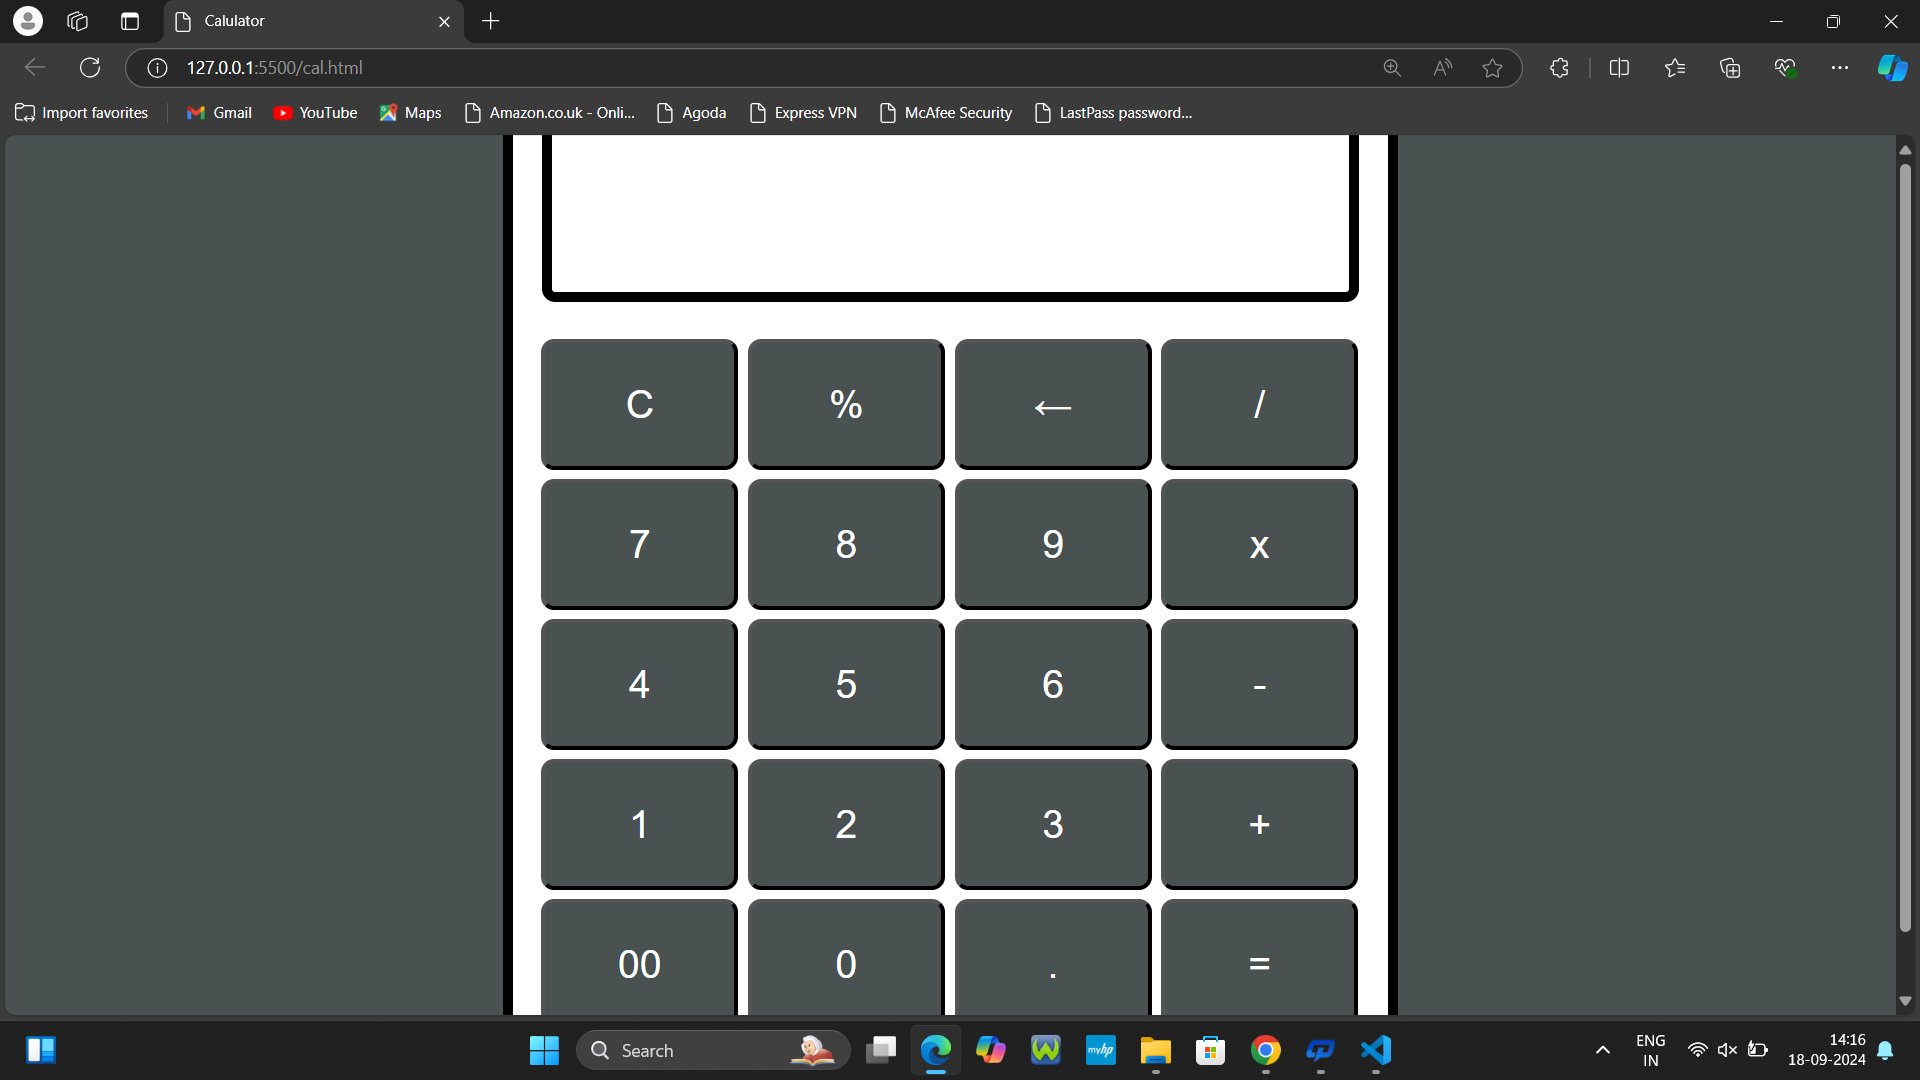 Calulator
127.0.0.1:5500/cal.html
Import favorites
Gmail
YouTube
Maps
Amazon.co.uk - Onli...
Agoda
Express VPN
McAfee Security
LastPass password...
C % ← /
7 8 9 x
4 5 6 -
1 2 3 +
00 0 . =
Search
myhp
ENG
IN
14:16
18-09-2024